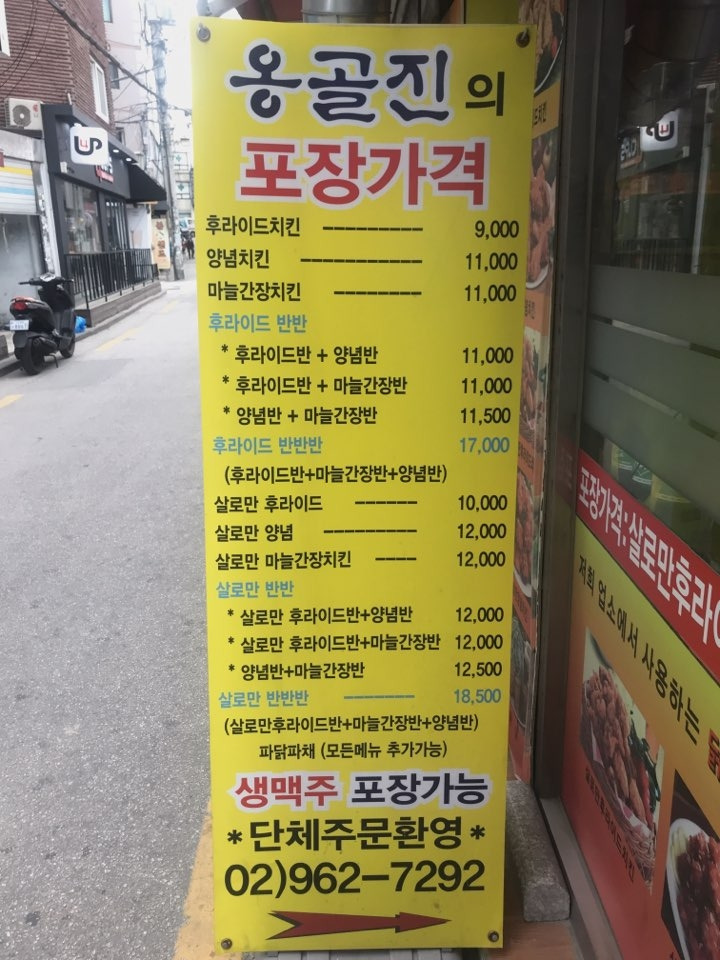 옹골진의
포장가격
후라이드치킨 ---------- 9,000
양념치킨 ------------ 11,000
마늘간장치킨 --------- 11,000
후라이드 반반
* 후라이드반 + 양념반 11,000
* 후라이드반 + 마늘간장반 11,000
* 양념반 + 마늘간장반 11,500
후라이드 반반반 17,000
(후라이드반+마늘간장반+양념반)
살로만 후라이드 ------ 10,000
살로만 양념 --------- 12,000
살로만 마늘간장치킨 ---- 12,000
살로만 반반
* 살로만 후라이드반+양념반 12,000
* 살로만 후라이드반+마늘간장반 12,000
* 양념반+마늘간장반 12,500
살로만 반반반 ------- 18,500
(살로만후라이드반+마늘간장반+양념반)
파닭파채 (모든메뉴 추가가능)
생맥주 포장가능
*단체주문환영*
02)962-7292
포장가격:살로만후라이
저희 업소에서 사용하는